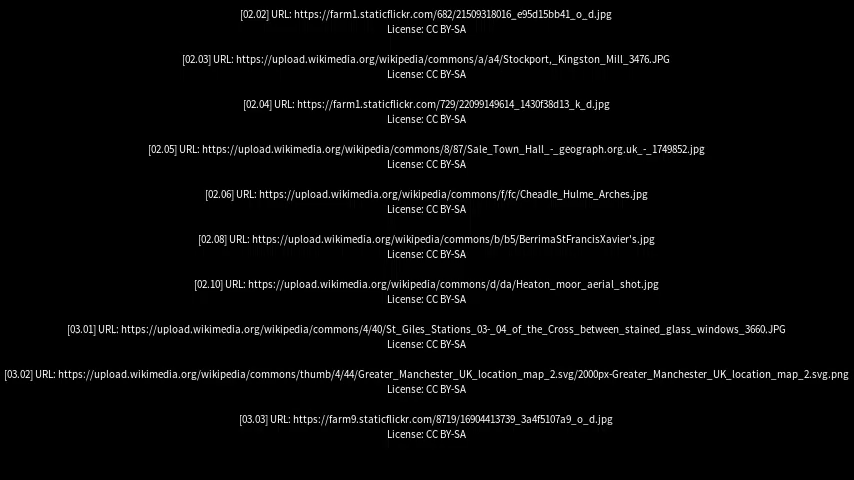 [02.02] URL: https://farm1.staticflickr.com/682/21509318016_e95d15bb41_o_d.jpg
License: CC BY-SA
[02.03] URL: https://upload.wikimedia.org/wikipedia/commons/a/a4/Stockport,_Kingston_Mill_3476.JPG
License: CC BY-SA
[02.04] URL: https://farm1.staticflickr.com/729/22099149614_1430f38d13_k_d.jpg
License: CC BY-SA
[02.05] URL: https://upload.wikimedia.org/wikipedia/commons/8/87/Sale_Town_Hall_-_geograph.org.uk_-_1749852.jpg
License: CC BY-SA
[02.06] URL: https://upload.wikimedia.org/wikipedia/commons/f/fc/Cheadle_Hulme_Arches.jpg
License: CC BY-SA
[02.08] URL: https://upload.wikimedia.org/wikipedia/commons/b/b5/BerrimaStFrancisXavier's.jpg
License: CC BY-SA
[02.10] URL: https://upload.wikimedia.org/wikipedia/commons/d/da/Heaton_moor_aerial_shot.jpg
License: CC BY-SA
[03.01] URL: https://upload.wikimedia.org/wikipedia/commons/4/40/St_Giles_Stations_03-_04_of_the_Cross_between_stained_glass_windows_3660.JPG
License: CC BY-SA
[03.02] URL: https://upload.wikimedia.org/wikipedia/commons/thumb/4/44/Greater_Manchester_UK_location_map_2.svg/2000px-Greater_Manchester_UK_location_map_2.svg.png
License: CC BY-SA
[03.03] URL: https://farm9.staticflickr.com/8719/16904413739_3a4f5107a9_o_d.jpg
License: CC BY-SA